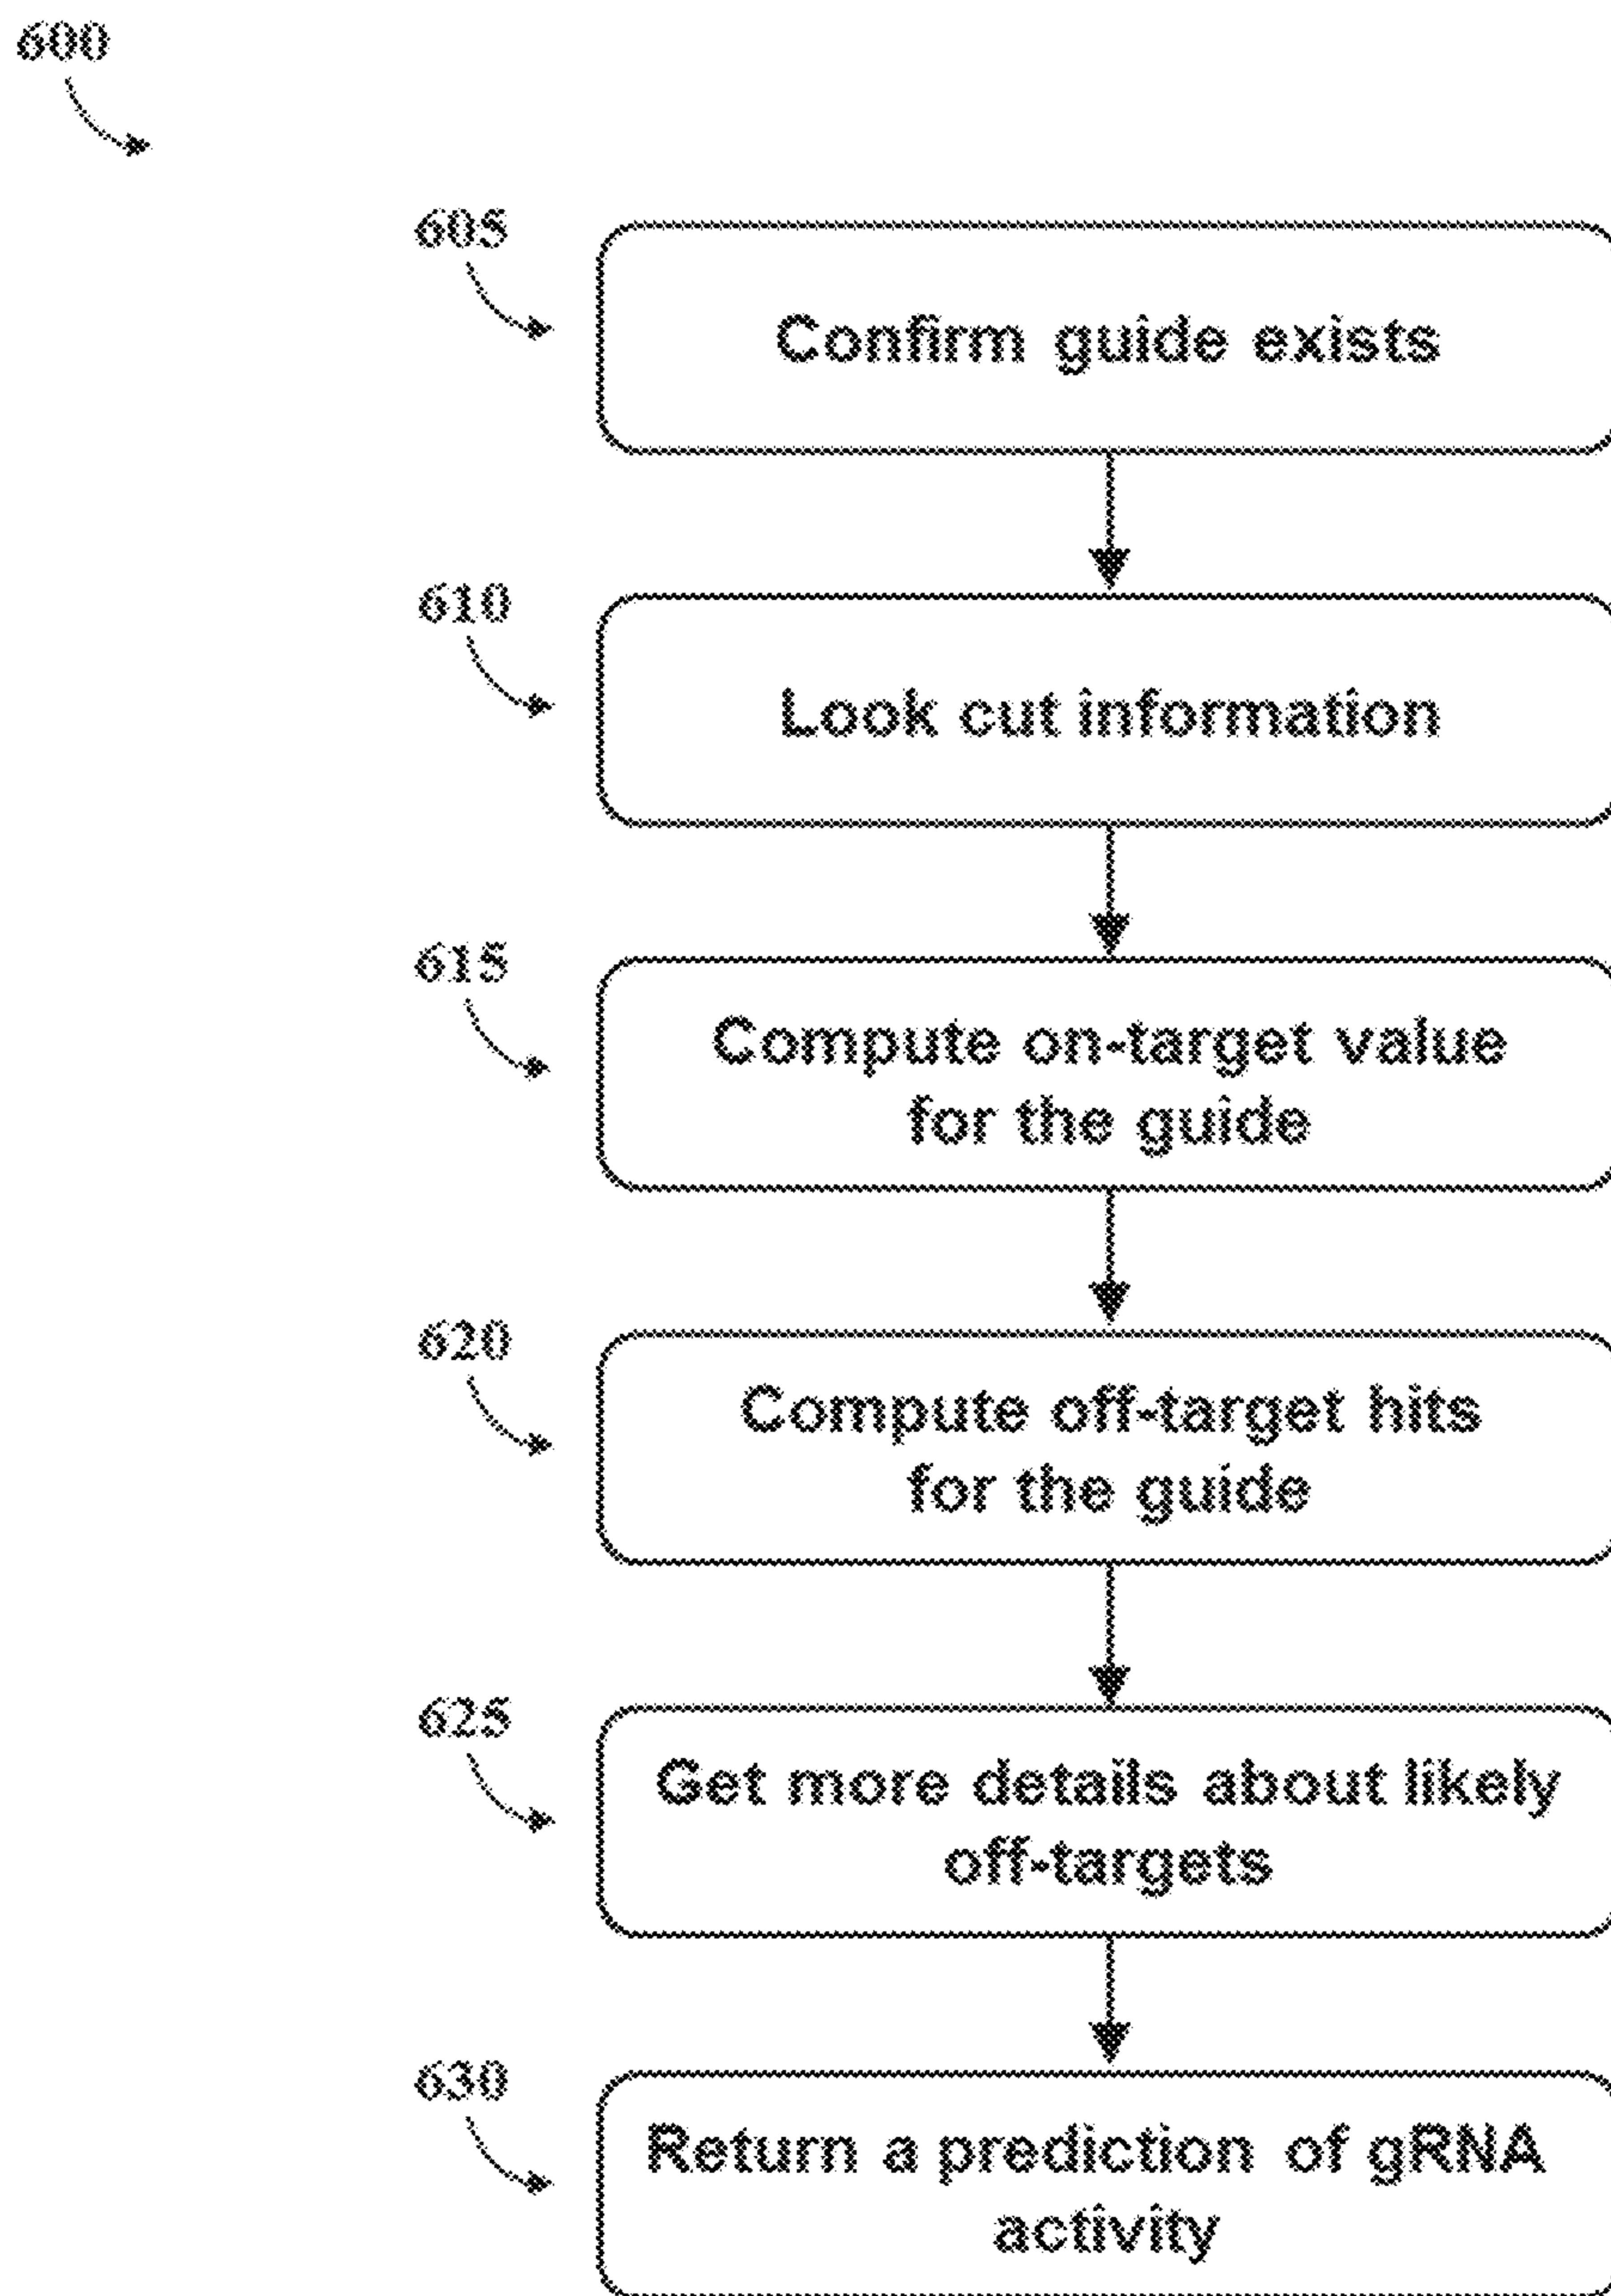 600
605
Confirm guide exists
610
Look cut information
615
Compute on-target value
for the guide
620
Compute off-target hits
for the guide
625
Get more details about likely
off-targets
630
Return a prediction of gRNA
activity